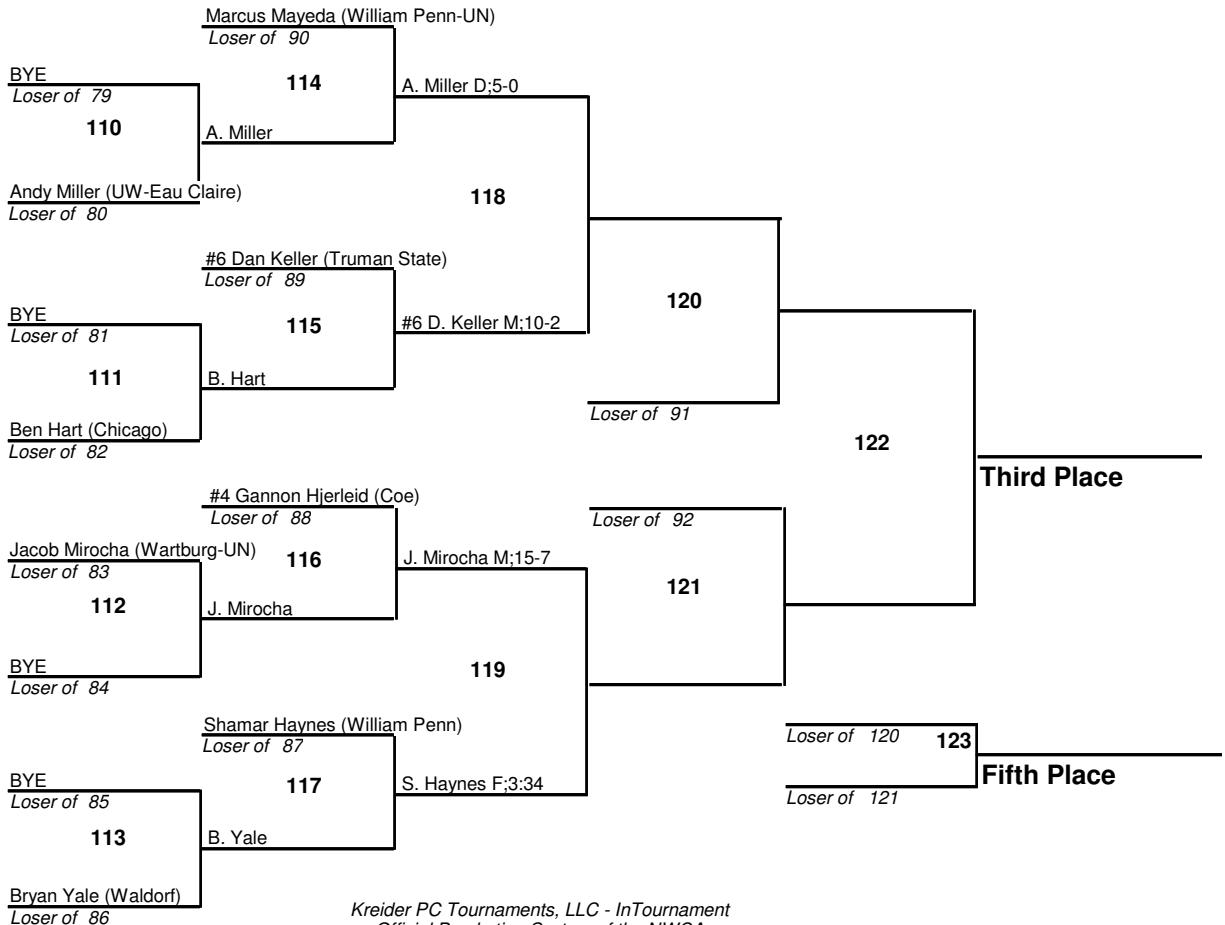 Marcus Mayeda (William Penn-UN)
Loser of 90
BYE
Loser of 79
114
A. Miller D;5-0
110
A. Miller
Andy Miller (UW-Eau Claire)
Loser of 80
118
#6 Dan Keller (Truman State)
Loser of 89
120
BYE
Loser of 81
115
#6 D. Keller M;10-2
111
B. Hart
Loser of 91
Ben Hart (Chicago)
Loser of 82
122
Third Place
#4 Gannon Hjerleid (Coe)
Loser of 88
Loser of 92
Jacob Mirocha (Wartburg-UN)
Loser of 83
116
J. Mirocha M;15-7
121
112
J. Mirocha
BYE
Loser of 84
119
Shamar Haynes (William Penn)
Loser of 87
Loser of 120
123
Fifth Place
BYE
Loser of 85
117
S. Haynes F;3:34
Loser of 121
113
B. Yale
Bryan Yale (Waldorf)
Loser of 86
Kreider PC Tournaments, LLC - InTournament